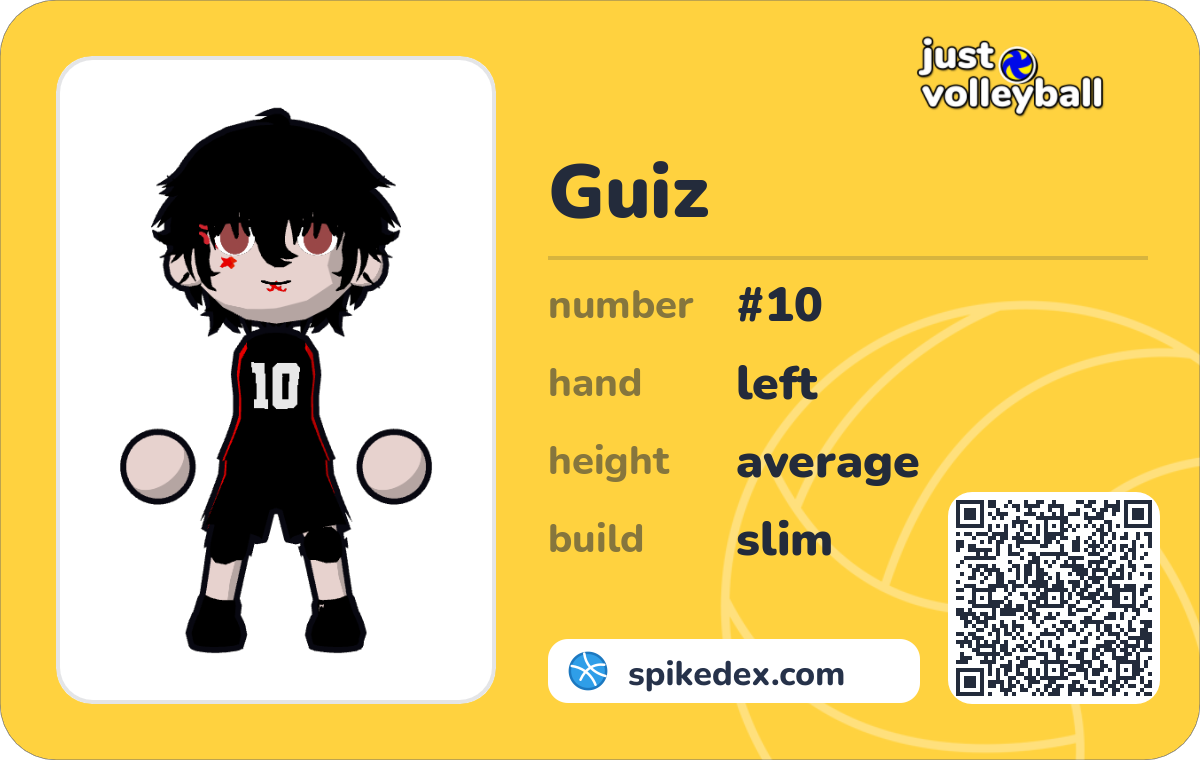 just
volleyball
Guiz
number #10
hand left
height average
build slim
10
spikedex.com